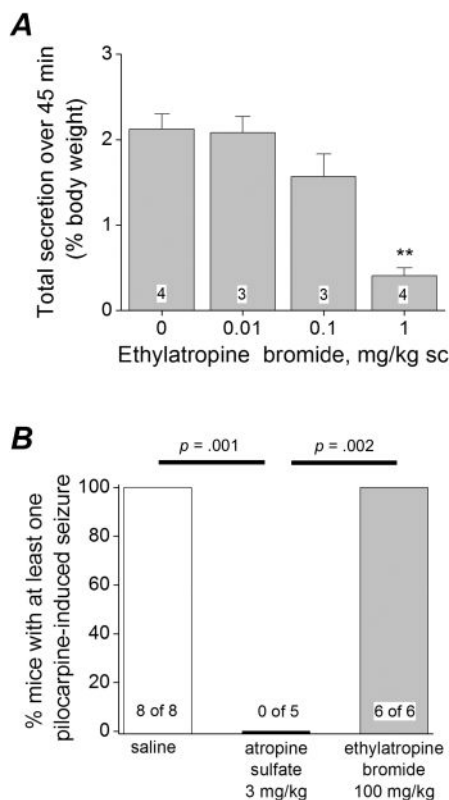 A
Total secretion over 45 min
(% body weight)
3
2
1
0
4
3
3
4
**
0
0.01
0.1
1
Ethylatropine bromide, mg/kg sc
B
p = .001
p = .002
% mice with at least one
pilocarpine-induced seizure
100
80
60
40
20
0
8 of 8
0 of 5
6 of 6
saline
atropine
sulfate
3 mg/kg
ethylatropine
bromide
100 mg/kg